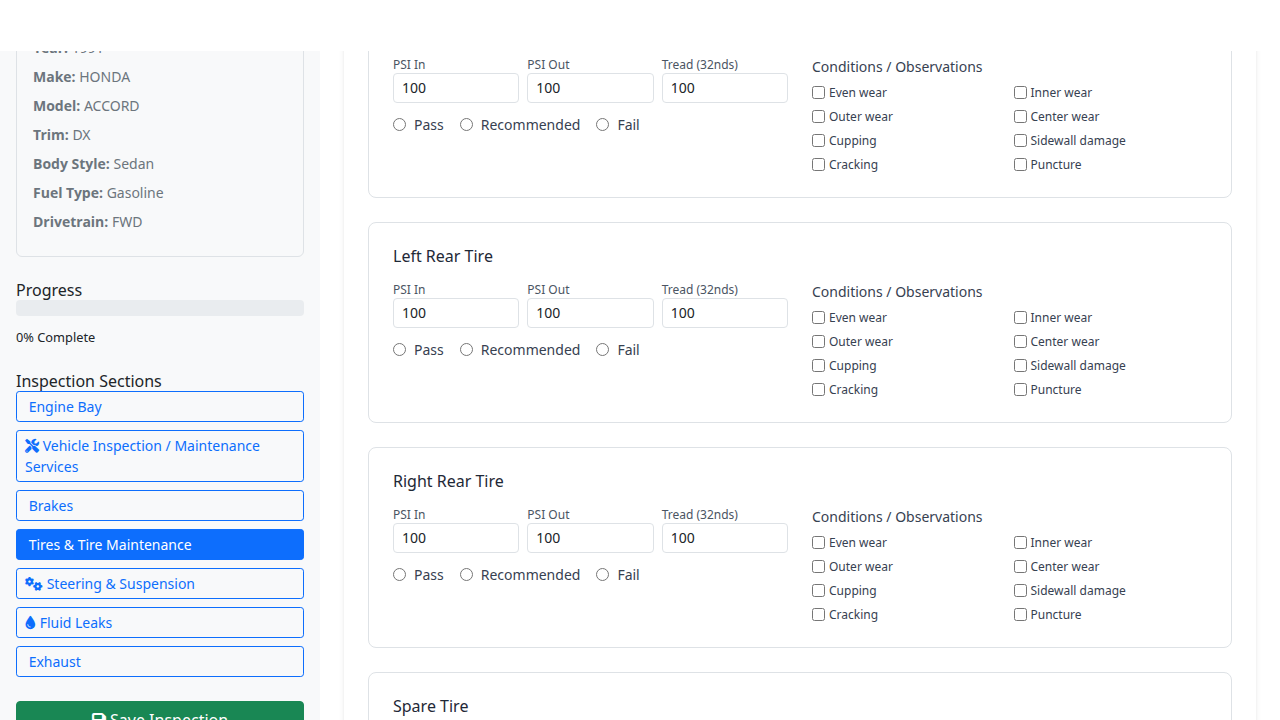 Make: HONDA
Model: ACCORD
Trim: DX
Body Style: Sedan
Fuel Type: Gasoline
Drivetrain: FWD
Progress
0% Complete
Inspection Sections
Engine Bay
Vehicle Inspection / Maintenance
Services
Brakes
Tires & Tire Maintenance
Steering & Suspension
Fluid Leaks
Exhaust
Save Inspection
PSI In PSI Out Tread (32nds)
100 100 100
Pass Recommended Fail
Conditions / Observations
Even wear Inner wear
Outer wear Center wear
Cupping Sidewall damage
Cracking Puncture
Left Rear Tire
PSI In PSI Out Tread (32nds)
100 100 100
Pass Recommended Fail
Conditions / Observations
Even wear Inner wear
Outer wear Center wear
Cupping Sidewall damage
Cracking Puncture
Right Rear Tire
PSI In PSI Out Tread (32nds)
100 100 100
Pass Recommended Fail
Conditions / Observations
Even wear Inner wear
Outer wear Center wear
Cupping Sidewall damage
Cracking Puncture
Spare Tire